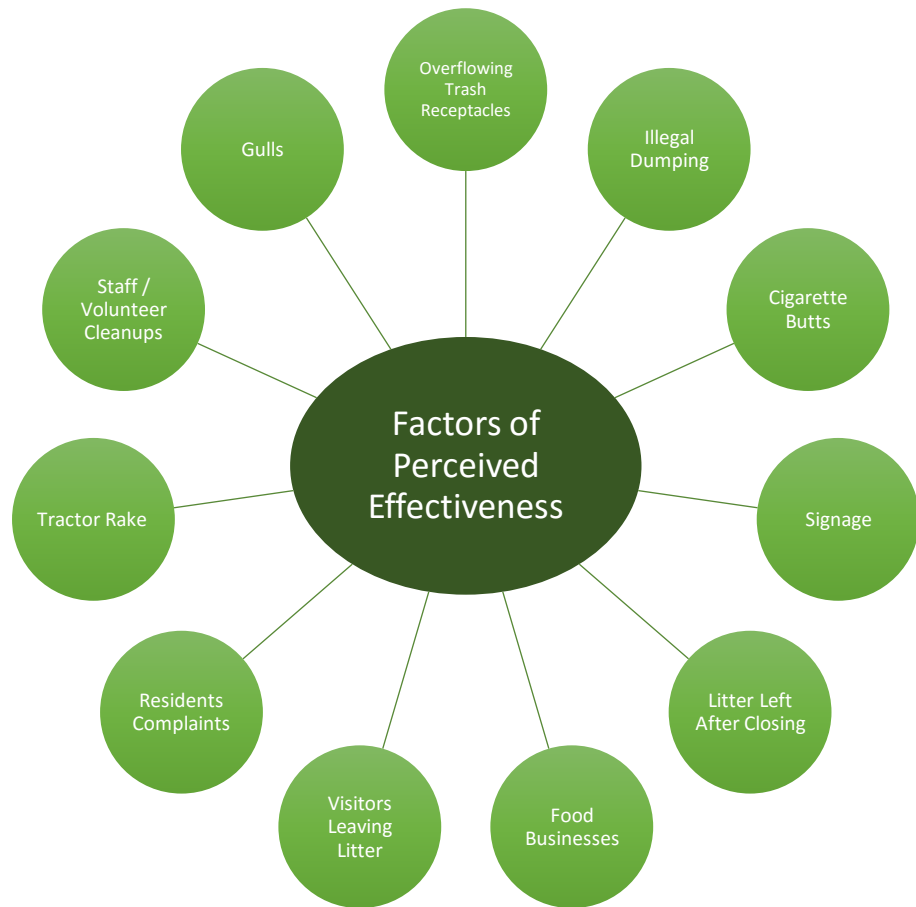 Overflowing
Trash
Receptacles
Illegal
Dumping
Cigarette
Butts
Signage
Litter Left
After Closing
Food
Businesses
Visitors
Leaving
Litter
Residents
Complaints
Tractor Rake
Staff /
Volunteer
Cleanups
Gulls
Factors of
Perceived
Effectiveness